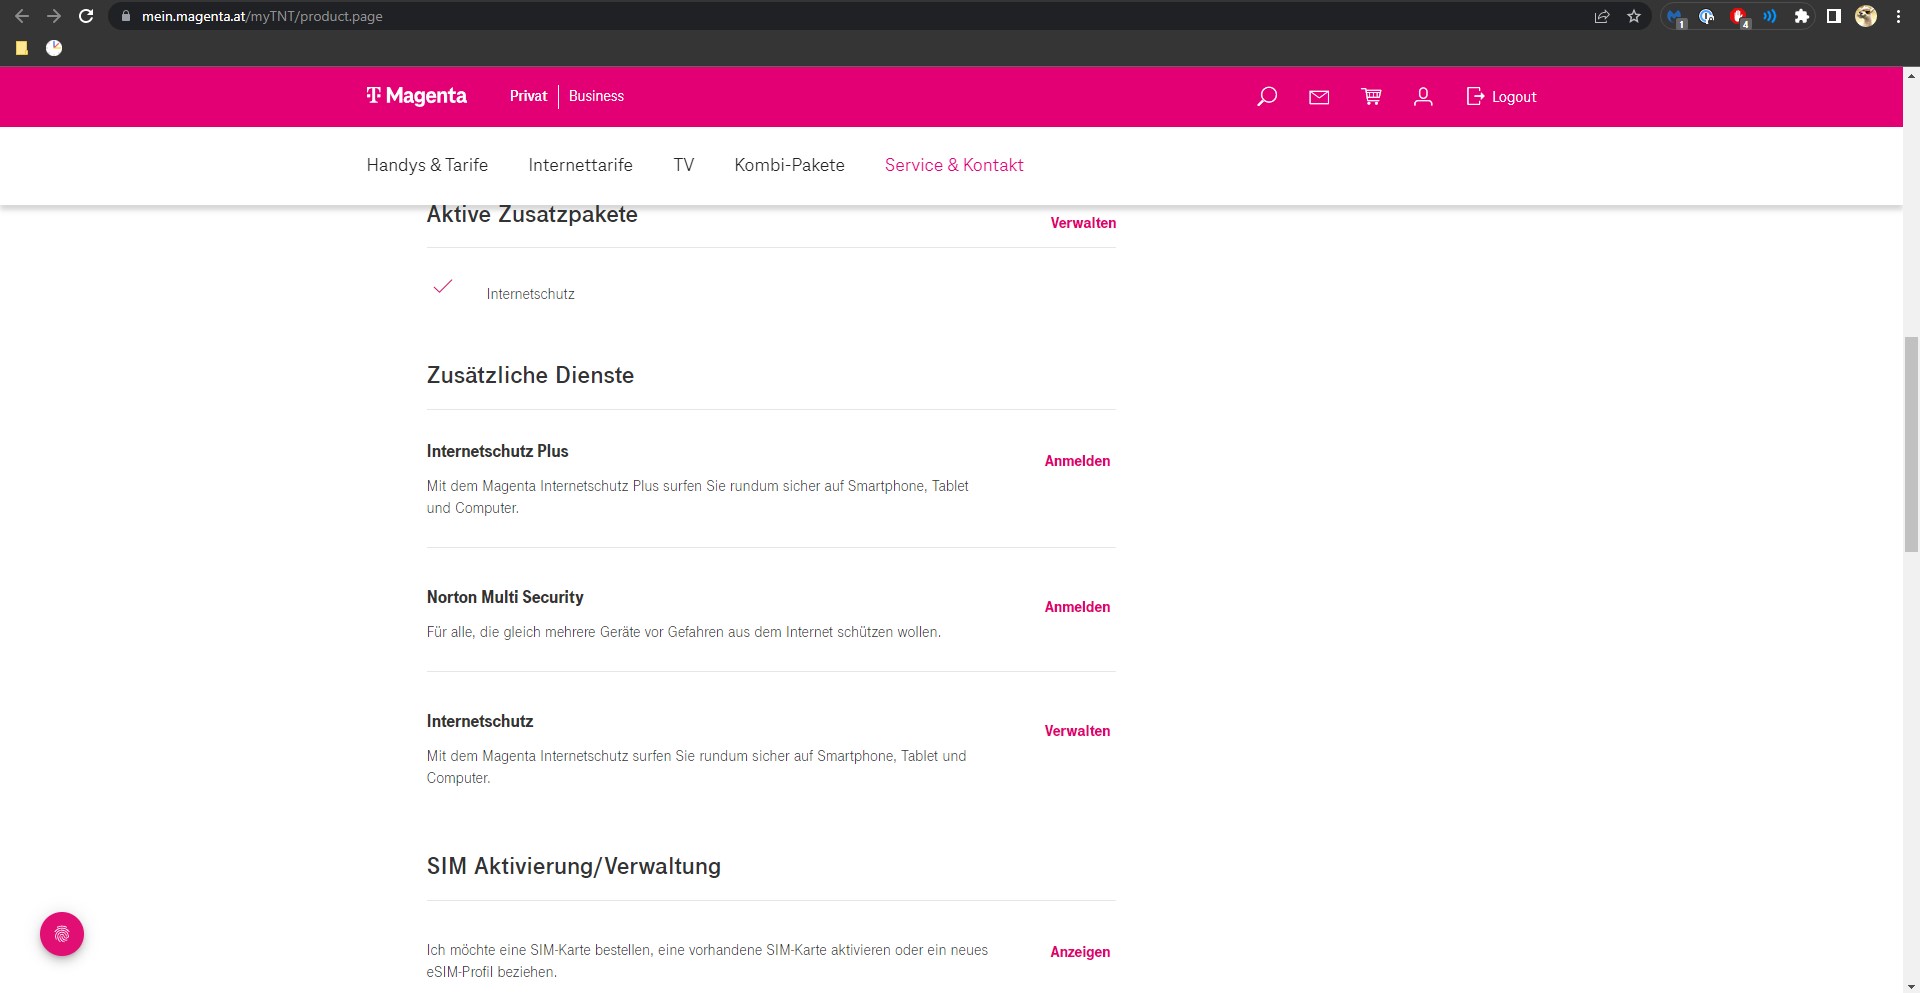 mein.magenta.at/myTNT/product.page
1
4
T Magenta
Privat
Business
Logout
Handys & Tarife
Internettarife
TV
Kombi-Pakete
Service & Kontakt
Aktive Zusatzpakete
Verwalten
Internetschutz
Zusätzliche Dienste
Internetschutz Plus
Anmelden
Mit dem Magenta Internetschutz Plus surfen Sie rundum sicher auf Smartphone, Tablet
und Computer.
Norton Multi Security
Anmelden
Für alle, die gleich mehrere Geräte vor Gefahren aus dem Internet schützen wollen.
Internetschutz
Verwalten
Mit dem Magenta Internetschutz surfen Sie rundum sicher auf Smartphone, Tablet und
Computer.
SIM Aktivierung/Verwaltung
Ich möchte eine SIM-Karte bestellen, eine vorhandene SIM-Karte aktivieren oder ein neues
eSIM-Profil beziehen.
Anzeigen